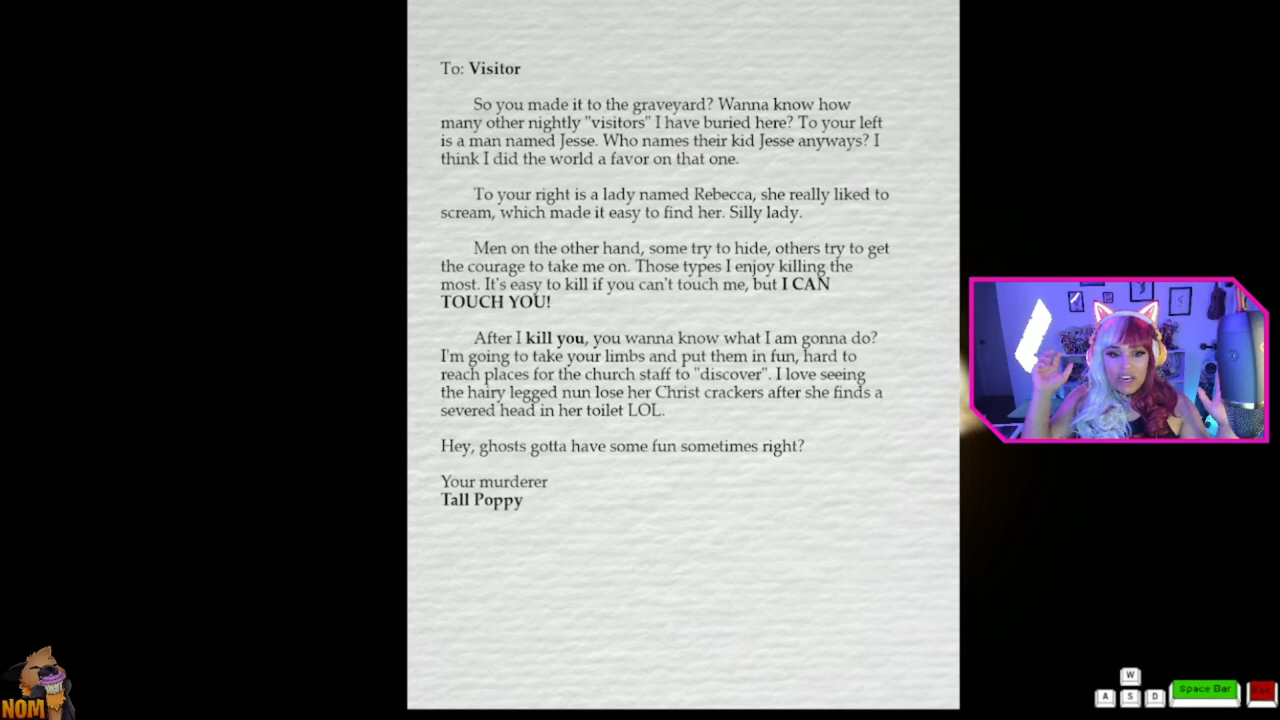 To: Visitor
So you made it to the graveyard? Wanna know how
many other nightly "visitors" I have buried here? To your left
is a man named Jesse. Who names their kid Jesse anyways? I
think I did the world a favor on that one.
To your right is a lady named Rebecca, she really liked to
scream, which made it easy to find her. Silly lady.
Men on the other hand, some try to hide, others try to get
the courage to take me on. Those types I enjoy killing the
most. It's easy to kill if you can't touch me, but I CAN
TOUCH YOU!
After I kill you, you wanna know what I am gonna do?
I'm going to take your limbs and put them in fun, hard to
reach places for the church staff to "discover". I love seeing
the hairy legged nun lose her Christ crackers after she finds a
severed head in her toilet LOL.
Hey, ghosts gotta have some fun sometimes right?
Your murderer
Tall Poppy
NOM
W
A S D
Space Bar
Esc